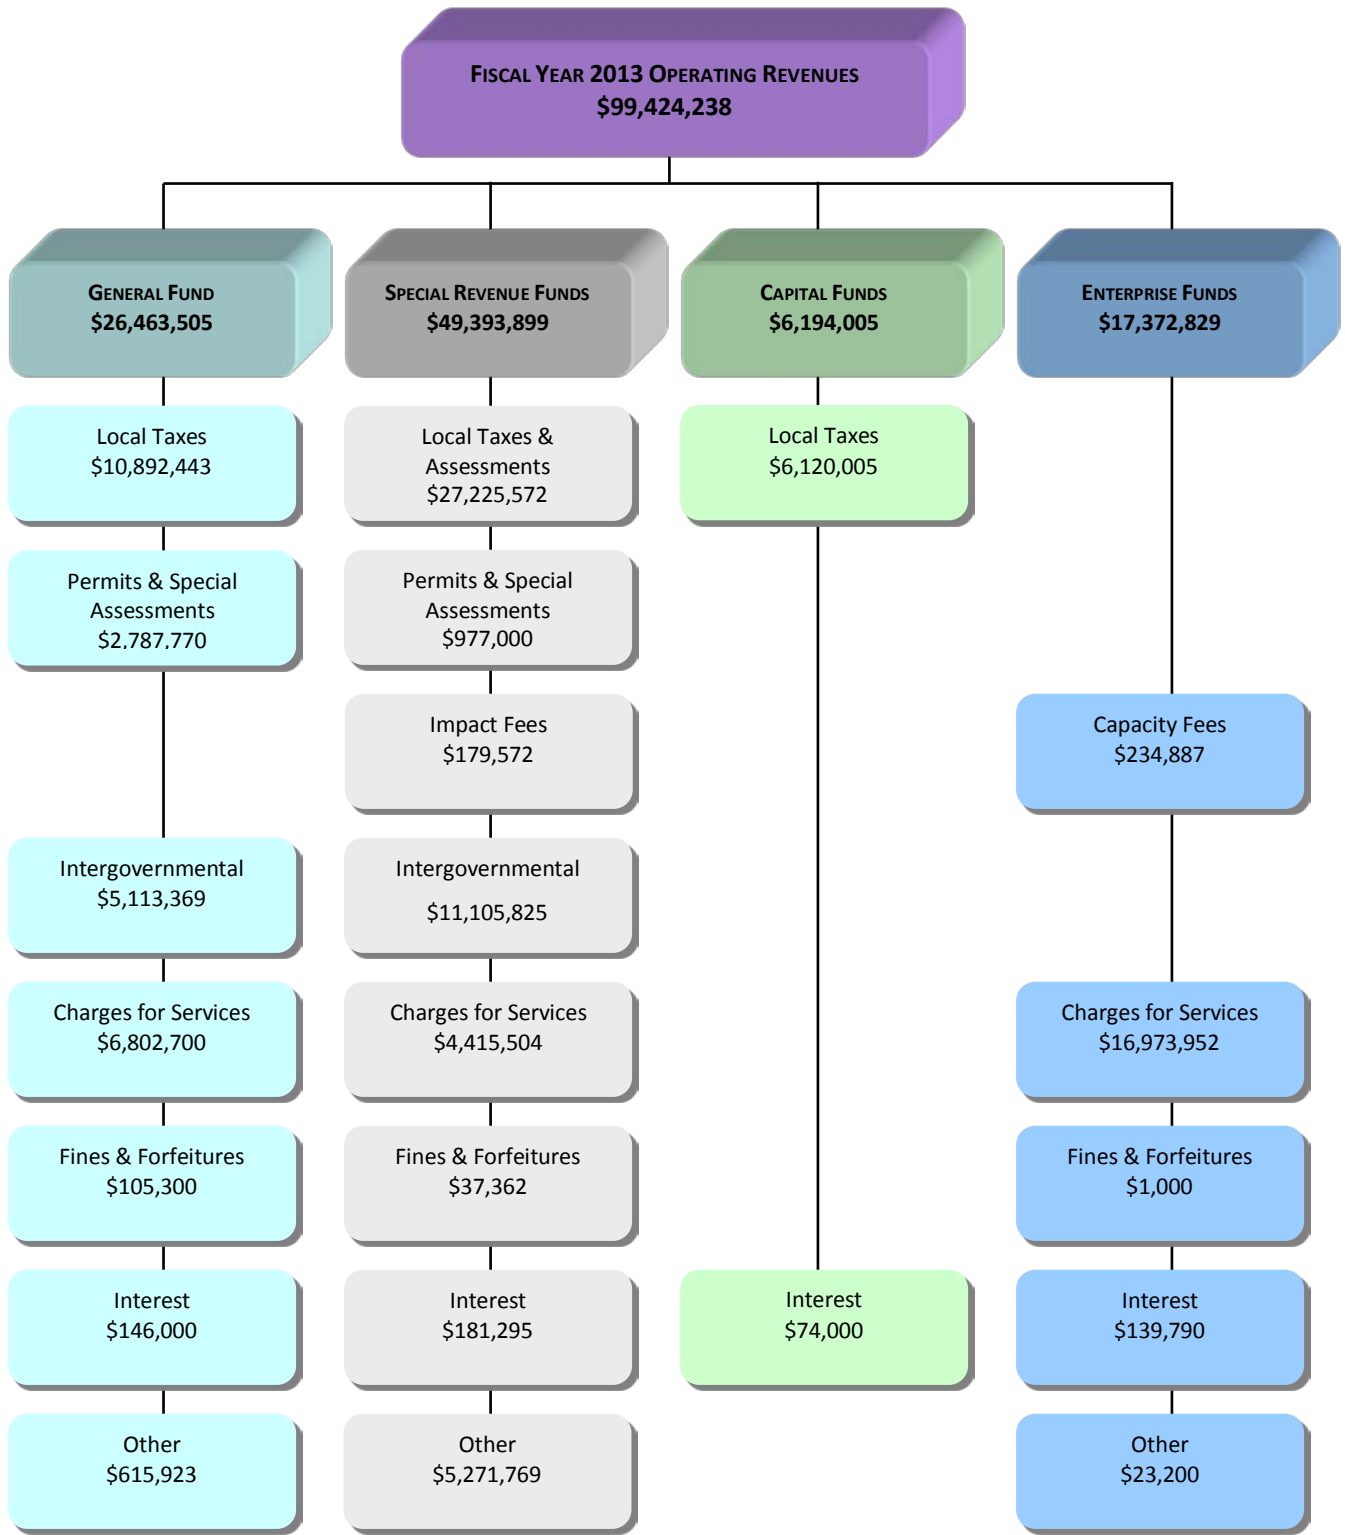 FISCAL YEAR 2013 OPERATING REVENUES
$99,424,238
GENERAL FUND
$26,463,505
SPECIAL REVENUE FUNDS
$49,393,899
CAPITAL FUNDS
$6,194,005
ENTERPRISE FUNDS
$17,372,829
Local Taxes
$10,892,443
Local Taxes &
Assessments
$27,225,572
Local Taxes
$6,120,005
Permits & Special
Assessments
$2,787,770
Permits & Special
Assessments
$977,000
Impact Fees
$179,572
Capacity Fees
$234,887
Intergovernmental
$5,113,369
Intergovernmental
$11,105,825
Charges for Services
$6,802,700
Charges for Services
$4,415,504
Charges for Services
$16,973,952
Fines & Forfeitures
$105,300
Fines & Forfeitures
$37,362
Fines & Forfeitures
$1,000
Interest
$146,000
Interest
$181,295
Interest
$74,000
Interest
$139,790
Other
$615,923
Other
$5,271,769
Other
$23,200